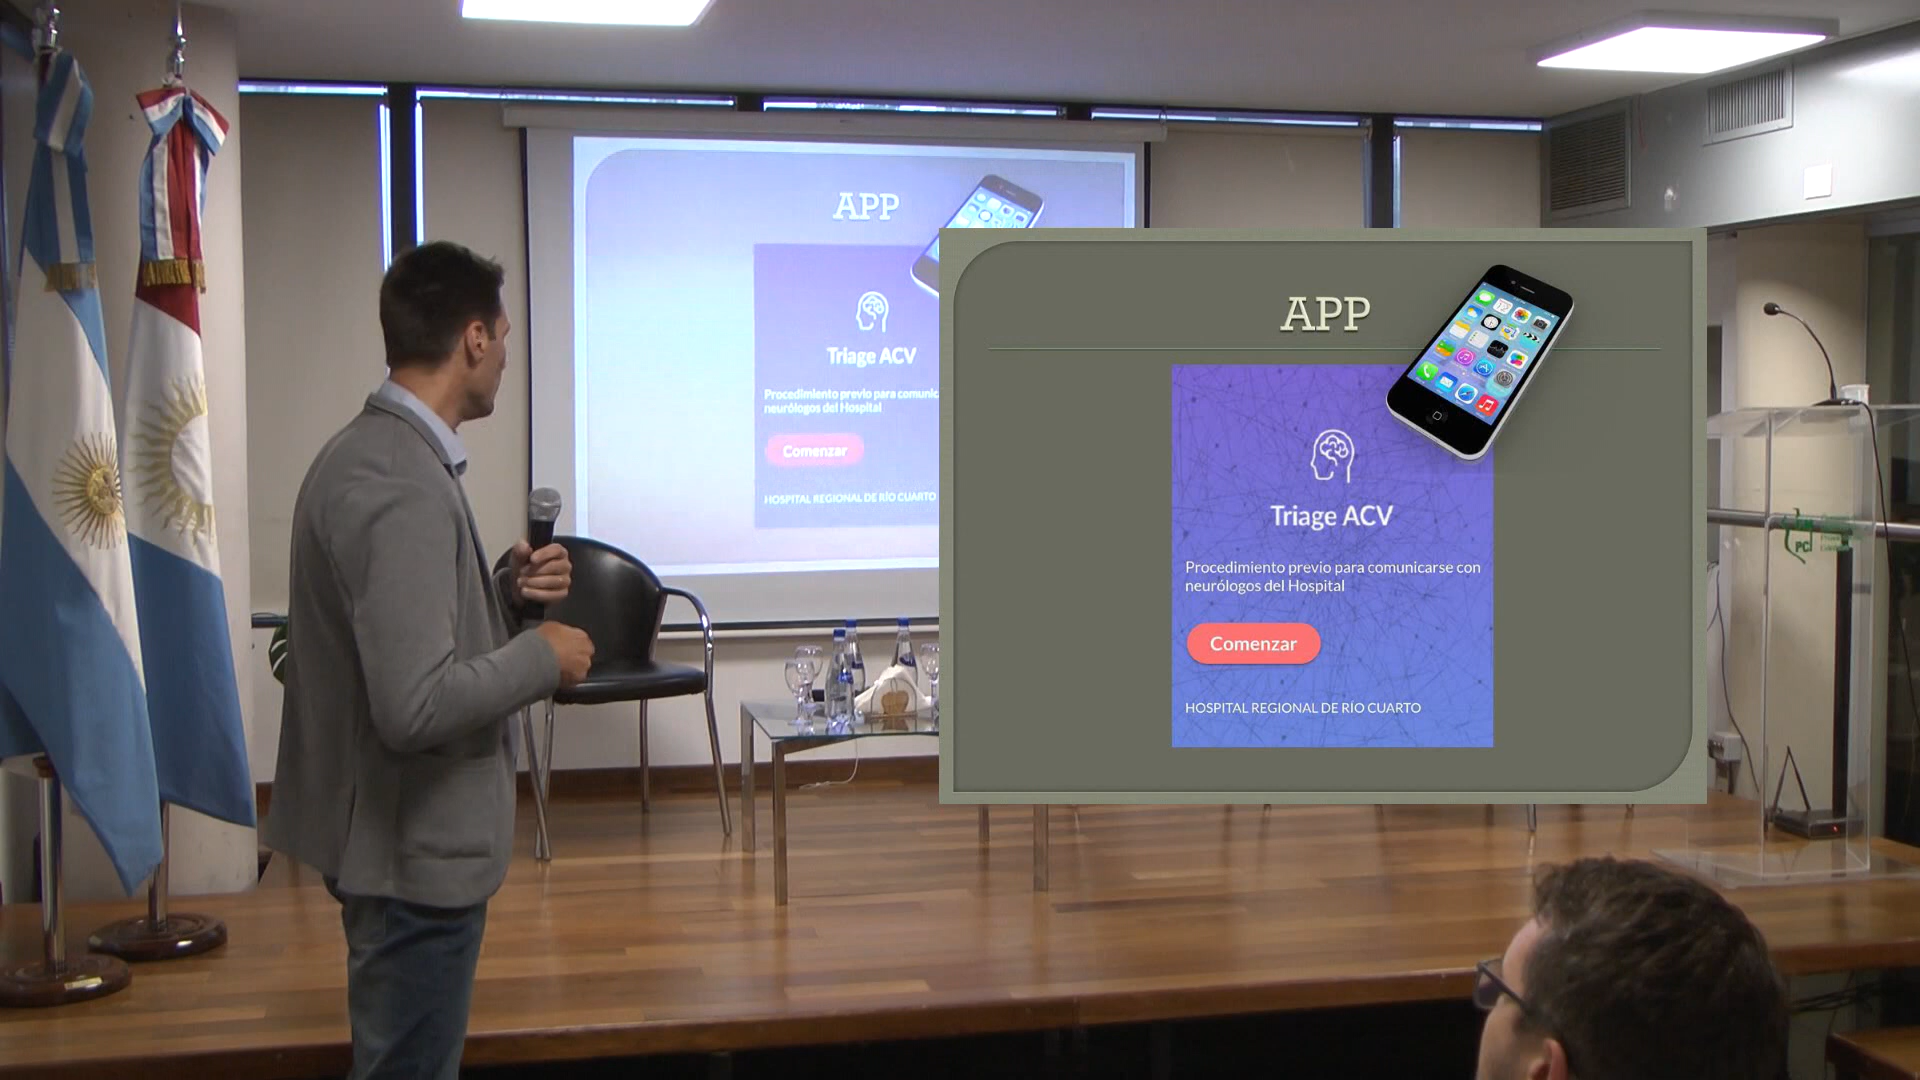 APP
Triage ACV
Procedimiento previo para comunic
neurólogos del Hospital
Comenzar
HOSPITAL REGIONAL DE RÍO CUARTO
APP
Triage ACV
Procedimiento previo para comunicarse con
neurólogos del Hospital
Comenzar
HOSPITAL REGIONAL DE RÍO CUARTO
PC